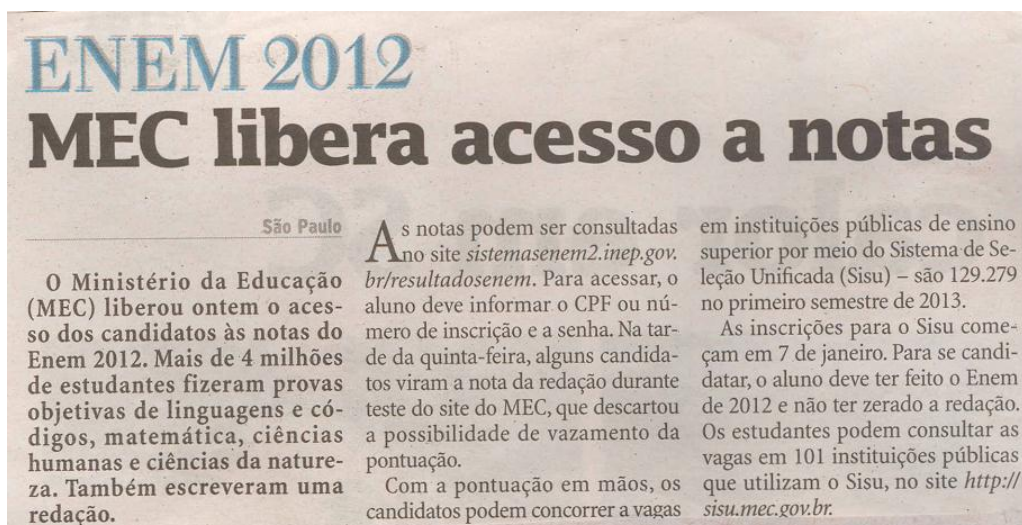 ENEM 2012
MEC libera acesso a notas
São Paulo
O Ministério da Educação
(MEC) liberou ontem o aces-
so dos candidatos às notas do
Enem 2012. Mais de 4 milhões
de estudantes fizeram provas
objetivas de linguagens e có-
digos, matemática, ciências
humanas e ciências da nature-
za. Também escreveram uma
redação.
As notas podem ser consultadas
no site sistemasenem2.inep.gov.
br/resultadosenem. Para acessar, o
aluno deve informar o CPF ou nú-
mero de inscrição e a senha. Na tar-
de da quinta-feira, alguns candida-
tos viram a nota da redação durante
teste do site do MEC, que descartou
a possibilidade de vazamento da
pontuação.
Com a pontuação em mãos, os
candidatos podem concorrer a vagas
em instituições públicas de ensino
superior por meio do Sistema de Se-
leção Unificada (Sisu) – são 129.279
no primeiro semestre de 2013.
As inscrições para o Sisu come-
çam em 7 de janeiro. Para se candi-
datar, o aluno deve ter feito o Enem
de 2012 e não ter zerado a redação.
Os estudantes podem consultar as
vagas em 101 instituições públicas
que utilizam o Sisu, no site http://
sisu.mec.gov.br.